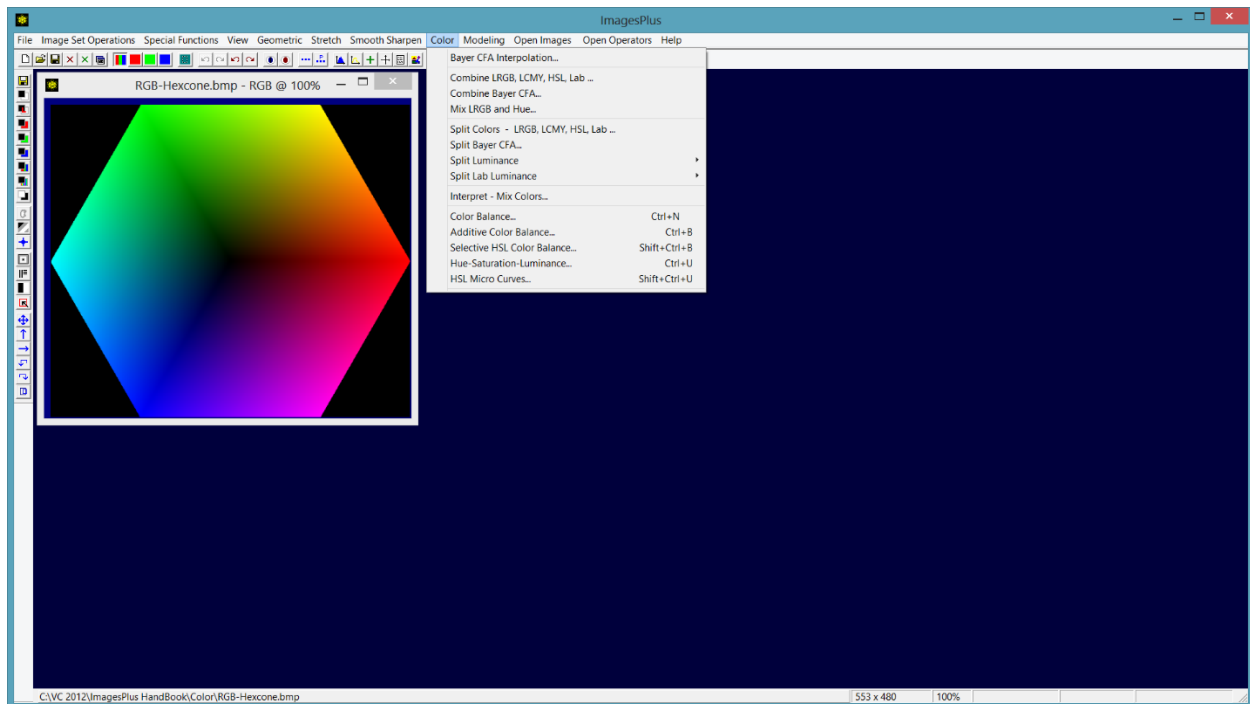 ImagesPlus
File Image Set Operations Special Functions View Geometric Stretch Smooth Sharpen Color Modeling Open Images Open Operators Help
RGB-Hexcone.bmp - RGB @ 100%
Bayer CFA Interpolation...
Combine LRGB, LCMY, HSL, Lab ...
Combine Bayer CFA...
Mix LRGB and Hue...
Split Colors - LRGB, LCMY, HSL, Lab ...
Split Bayer CFA...
Split Luminance
Split Lab Luminance
Interpret - Mix Colors...
Color Balance... Ctrl+N
Additive Color Balance... Ctrl+B
Selective HSL Color Balance... Shift+Ctrl+B
Hue-Saturation-Luminance... Ctrl+U
HSL Micro Curves... Shift+Ctrl+U
C:\VC 2012\ImagesPlus HandBook\Color\RGB-Hexcone.bmp 553 x 480 100%